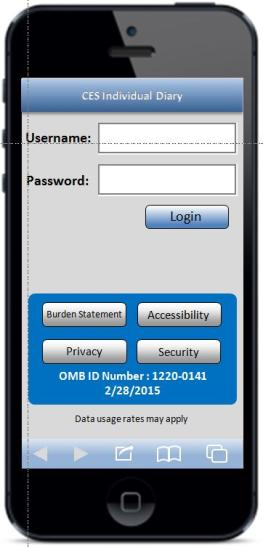 CES Individual Diary
Username:
Password:
Login
Burden Statement
Accessibility
Privacy
Security
OMB ID Number : 1220-0141
2/28/2015
Data usage rates may apply